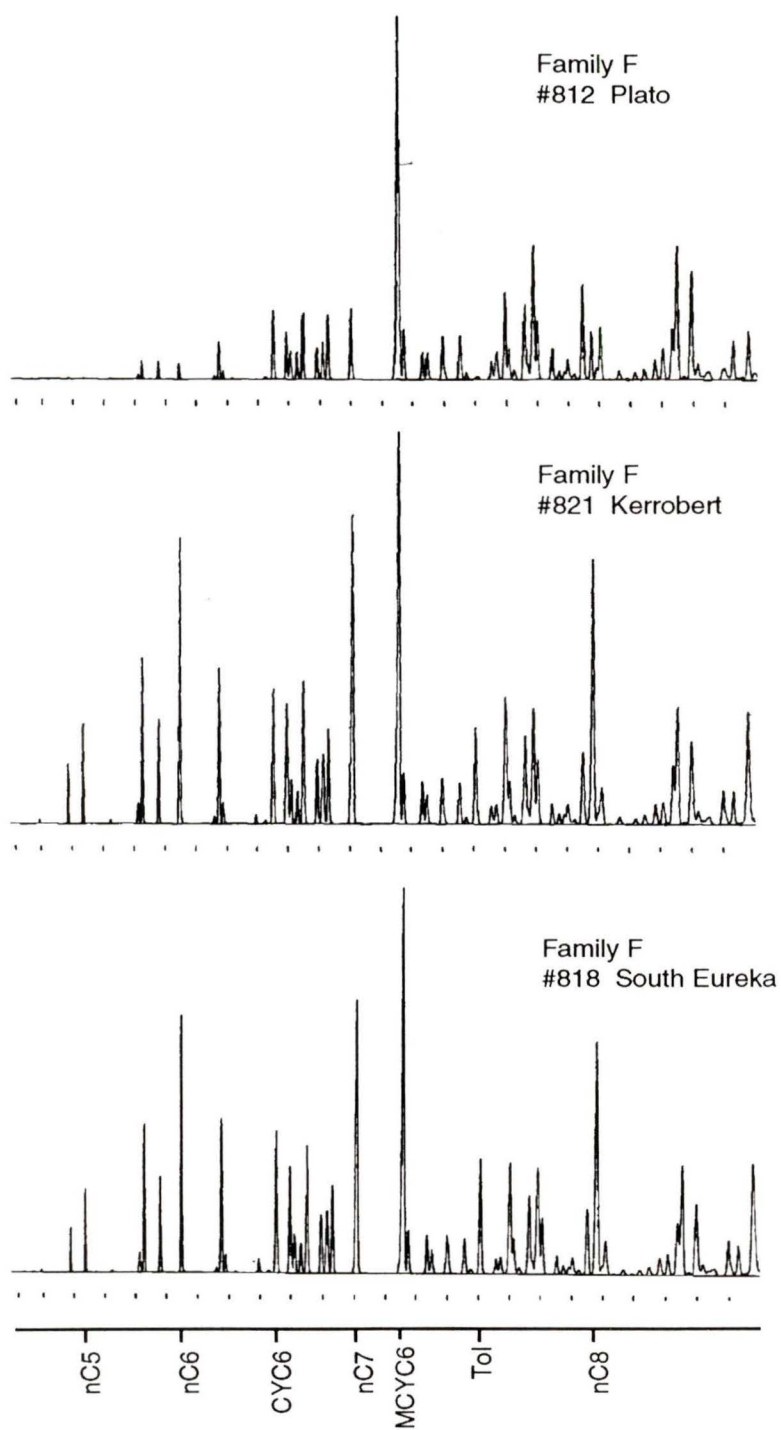 Family F
#812 Plato
Family F
#821 Kerrobert
Family F
#818 South Eureka
nC5
nC6
CYC6
nC7
MCYC6
Tol
nC8